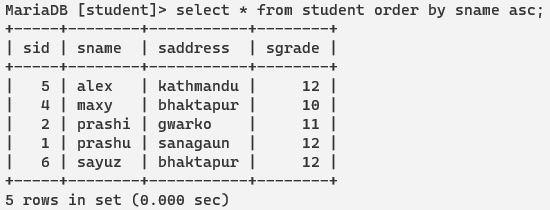 MariaDB [student]> select * from student order by sname asc;
+-----+--------+-----------+--------+
| sid | sname  | saddress  | sgrade |
+-----+--------+-----------+--------+
|   5 | alex   | kathmandu |     12 |
|   4 | maxy   | bhaktapur |     10 |
|   2 | prashi | gwarko    |     11 |
|   1 | prashu | sanagaun  |     12 |
|   6 | sayuz  | bhaktapur |     12 |
+-----+--------+-----------+--------+
5 rows in set (0.000 sec)